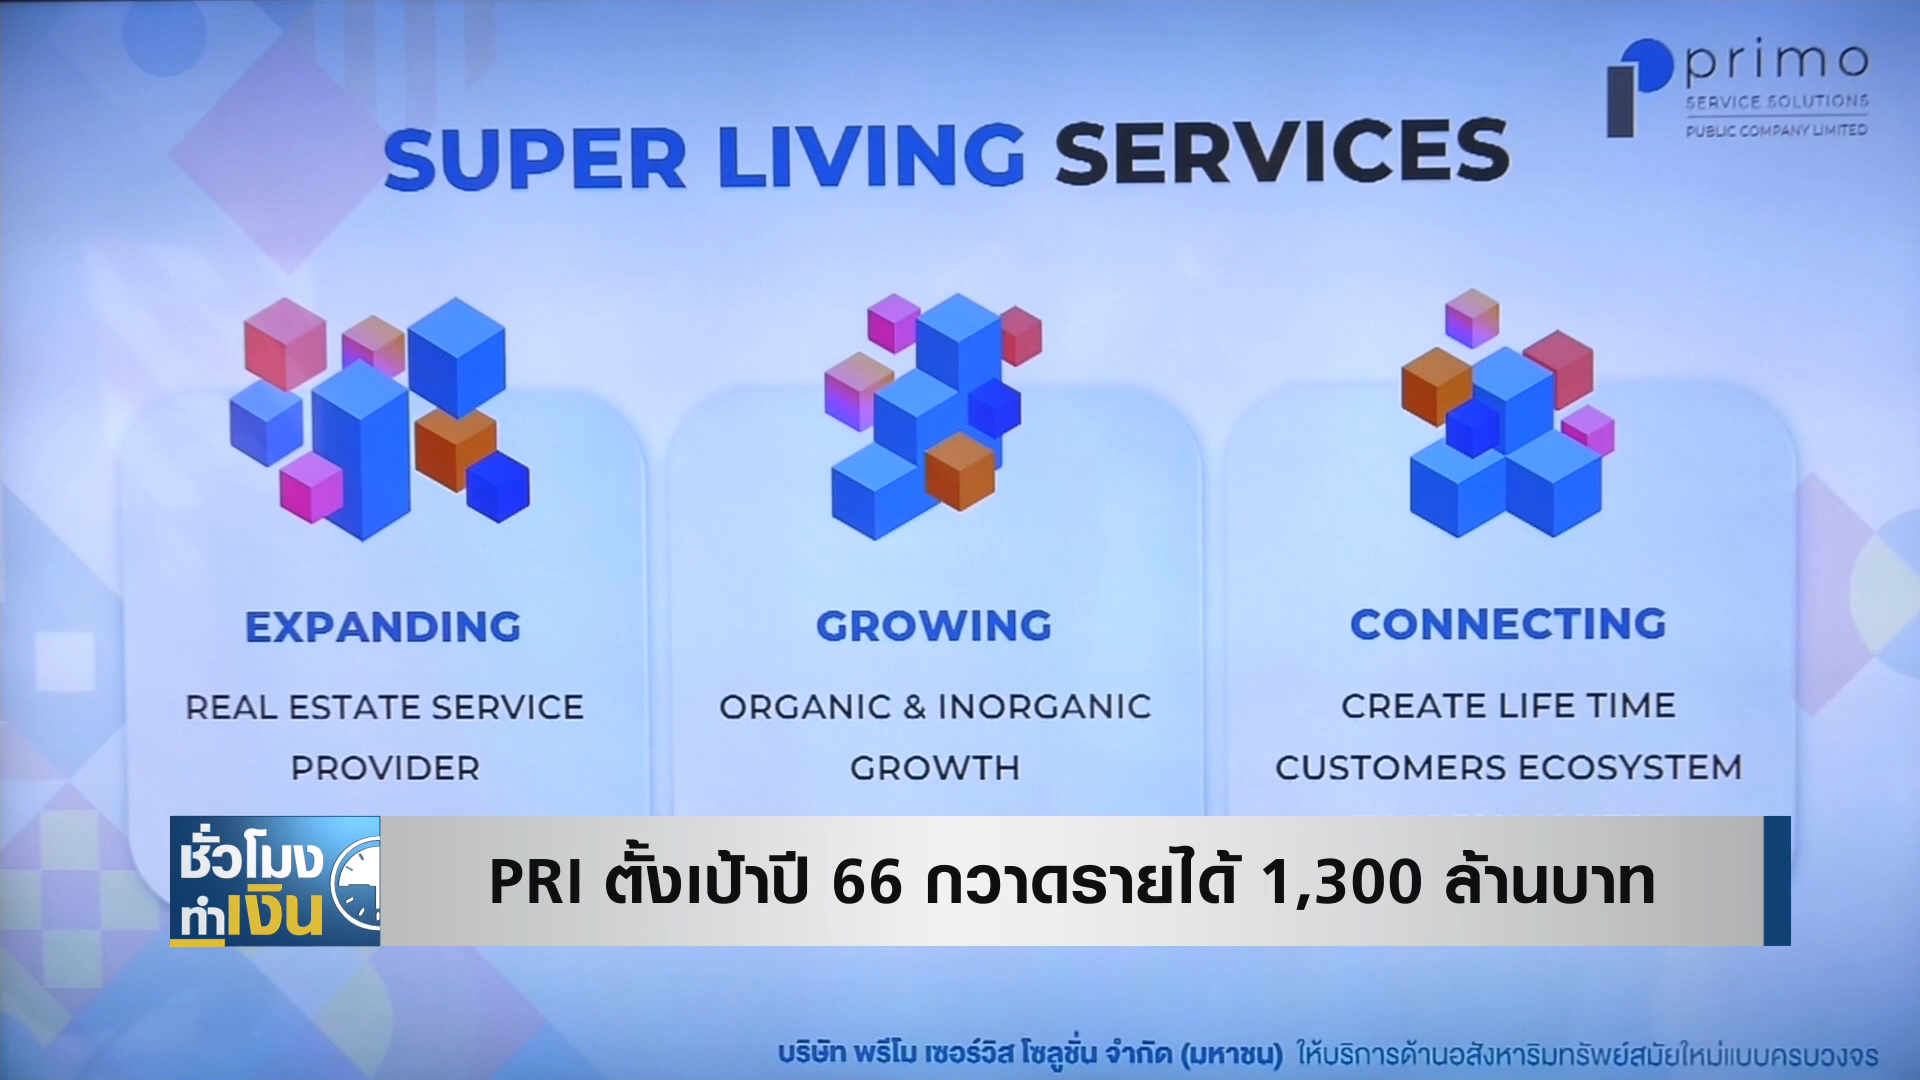 primo
SERVICE SOLUTIONS
PUBLIC COMPANY LIMITED
SUPER LIVING SERVICES
EXPANDING
REAL ESTATE SERVICE
PROVIDER
GROWING
ORGANIC & INORGANIC
GROWTH
CONNECTING
CREATE LIFE TIME
CUSTOMERS ECOSYSTEM
ชั่วโมง
ทำเงิน
PRI ตั้งเป้าปี 66 กวาดรายได้ 1,300 ล้านบาท
บริษัท พรีโม เซอร์วิส โซลูชั่น จำกัด (มหาชน) ให้บริการด้านอสังหาริมทรัพย์สมัยใหม่แบบครบวงจร